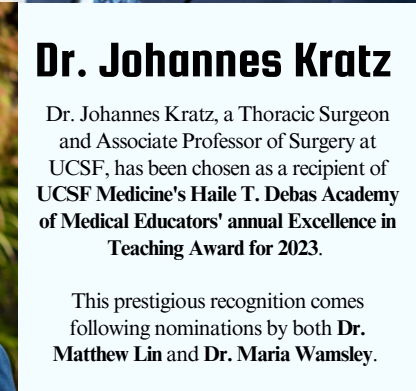 Dr. Johannes Kratz
Dr. Johannes Kratz, a Thoracic Surgeon
and Associate Professor of Surgery at
UCSF, has been chosen as a recipient of
UCSF Medicine's Haile T. Debas Academy
of Medical Educators' annual Excellence in
Teaching Award for 2023.
This prestigious recognition comes
following nominations by both Dr.
Matthew Lin and Dr. Maria Wamsley.